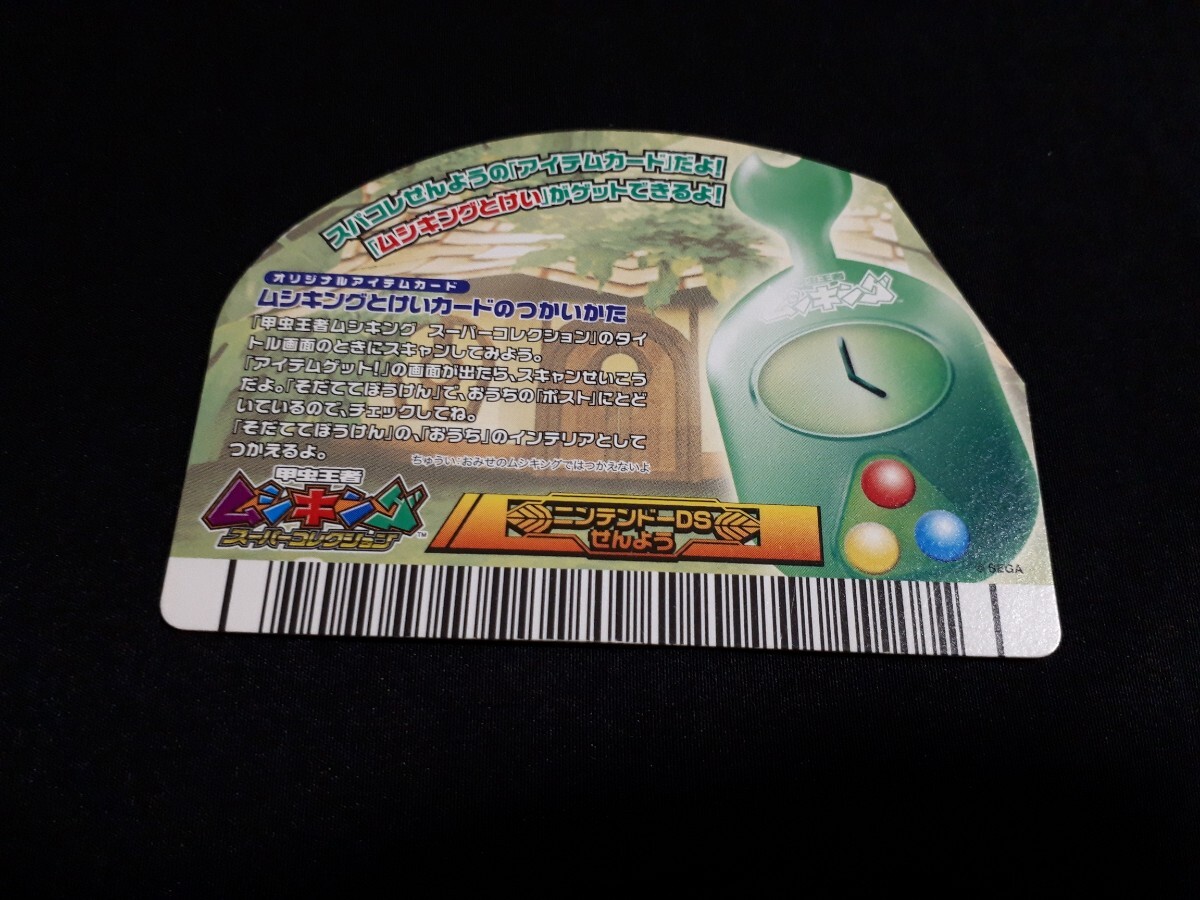 スパコレせんようの「アイテムカード」だよ!
「ムシキングとけい」がゲットできるよ!
オリジナルアイテムカード
ムシキングとけいカードのつかいかた
「甲虫王者ムシキング スーパーコレクション」のタイ
トル画面のときにスキャンしてみよう。
「アイテムゲット!」の画面が出たら、スキャンせいこう
だよ。「そだててぼうけん」で、おうちの「ポスト」にとど
いているので、チェックしてね。
「そだててぼうけん」の、「おうち」のインテリアとして
つかえるよ。
ちゅうい:おみせのムシキングではつかえないよ
甲虫王者
ムシキング
スーパーコレクション™
ニンテンドーDS
せんよう
ムシキング
© SEGA